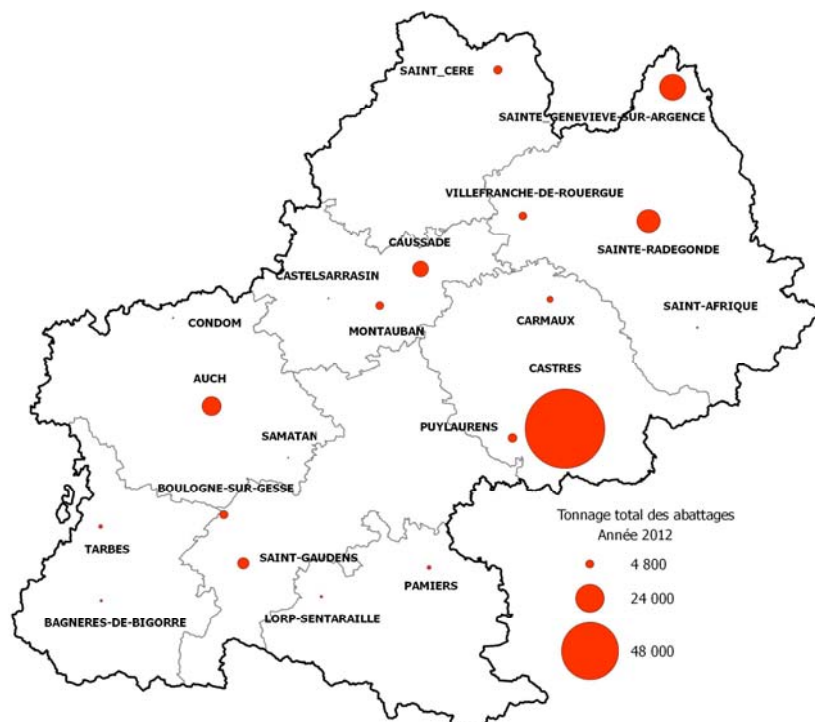 SAINT_CERE
SAINTE_GENEVIEVE-SUR-ARGENCE
VILLEFRANCHE-DE-ROUERGUE
CAUSSADE
SAINTE-RADEGONDE
CASTELSARRASIN
SAINT-AFRIQUE
CONDOM
MONTAUBAN
CARMAUX
AUCH
CASTRES
SAMATAN
PUYLAURENS
BOULOGNE-SUR-GESSE
TARBES
SAINT-GAUDENS
PAMIERS
BAGNERES-DE-BIGORRE
LORP-SENTARAILLE
Tonnage total des abattages
Année 2012
4 800
24 000
48 000